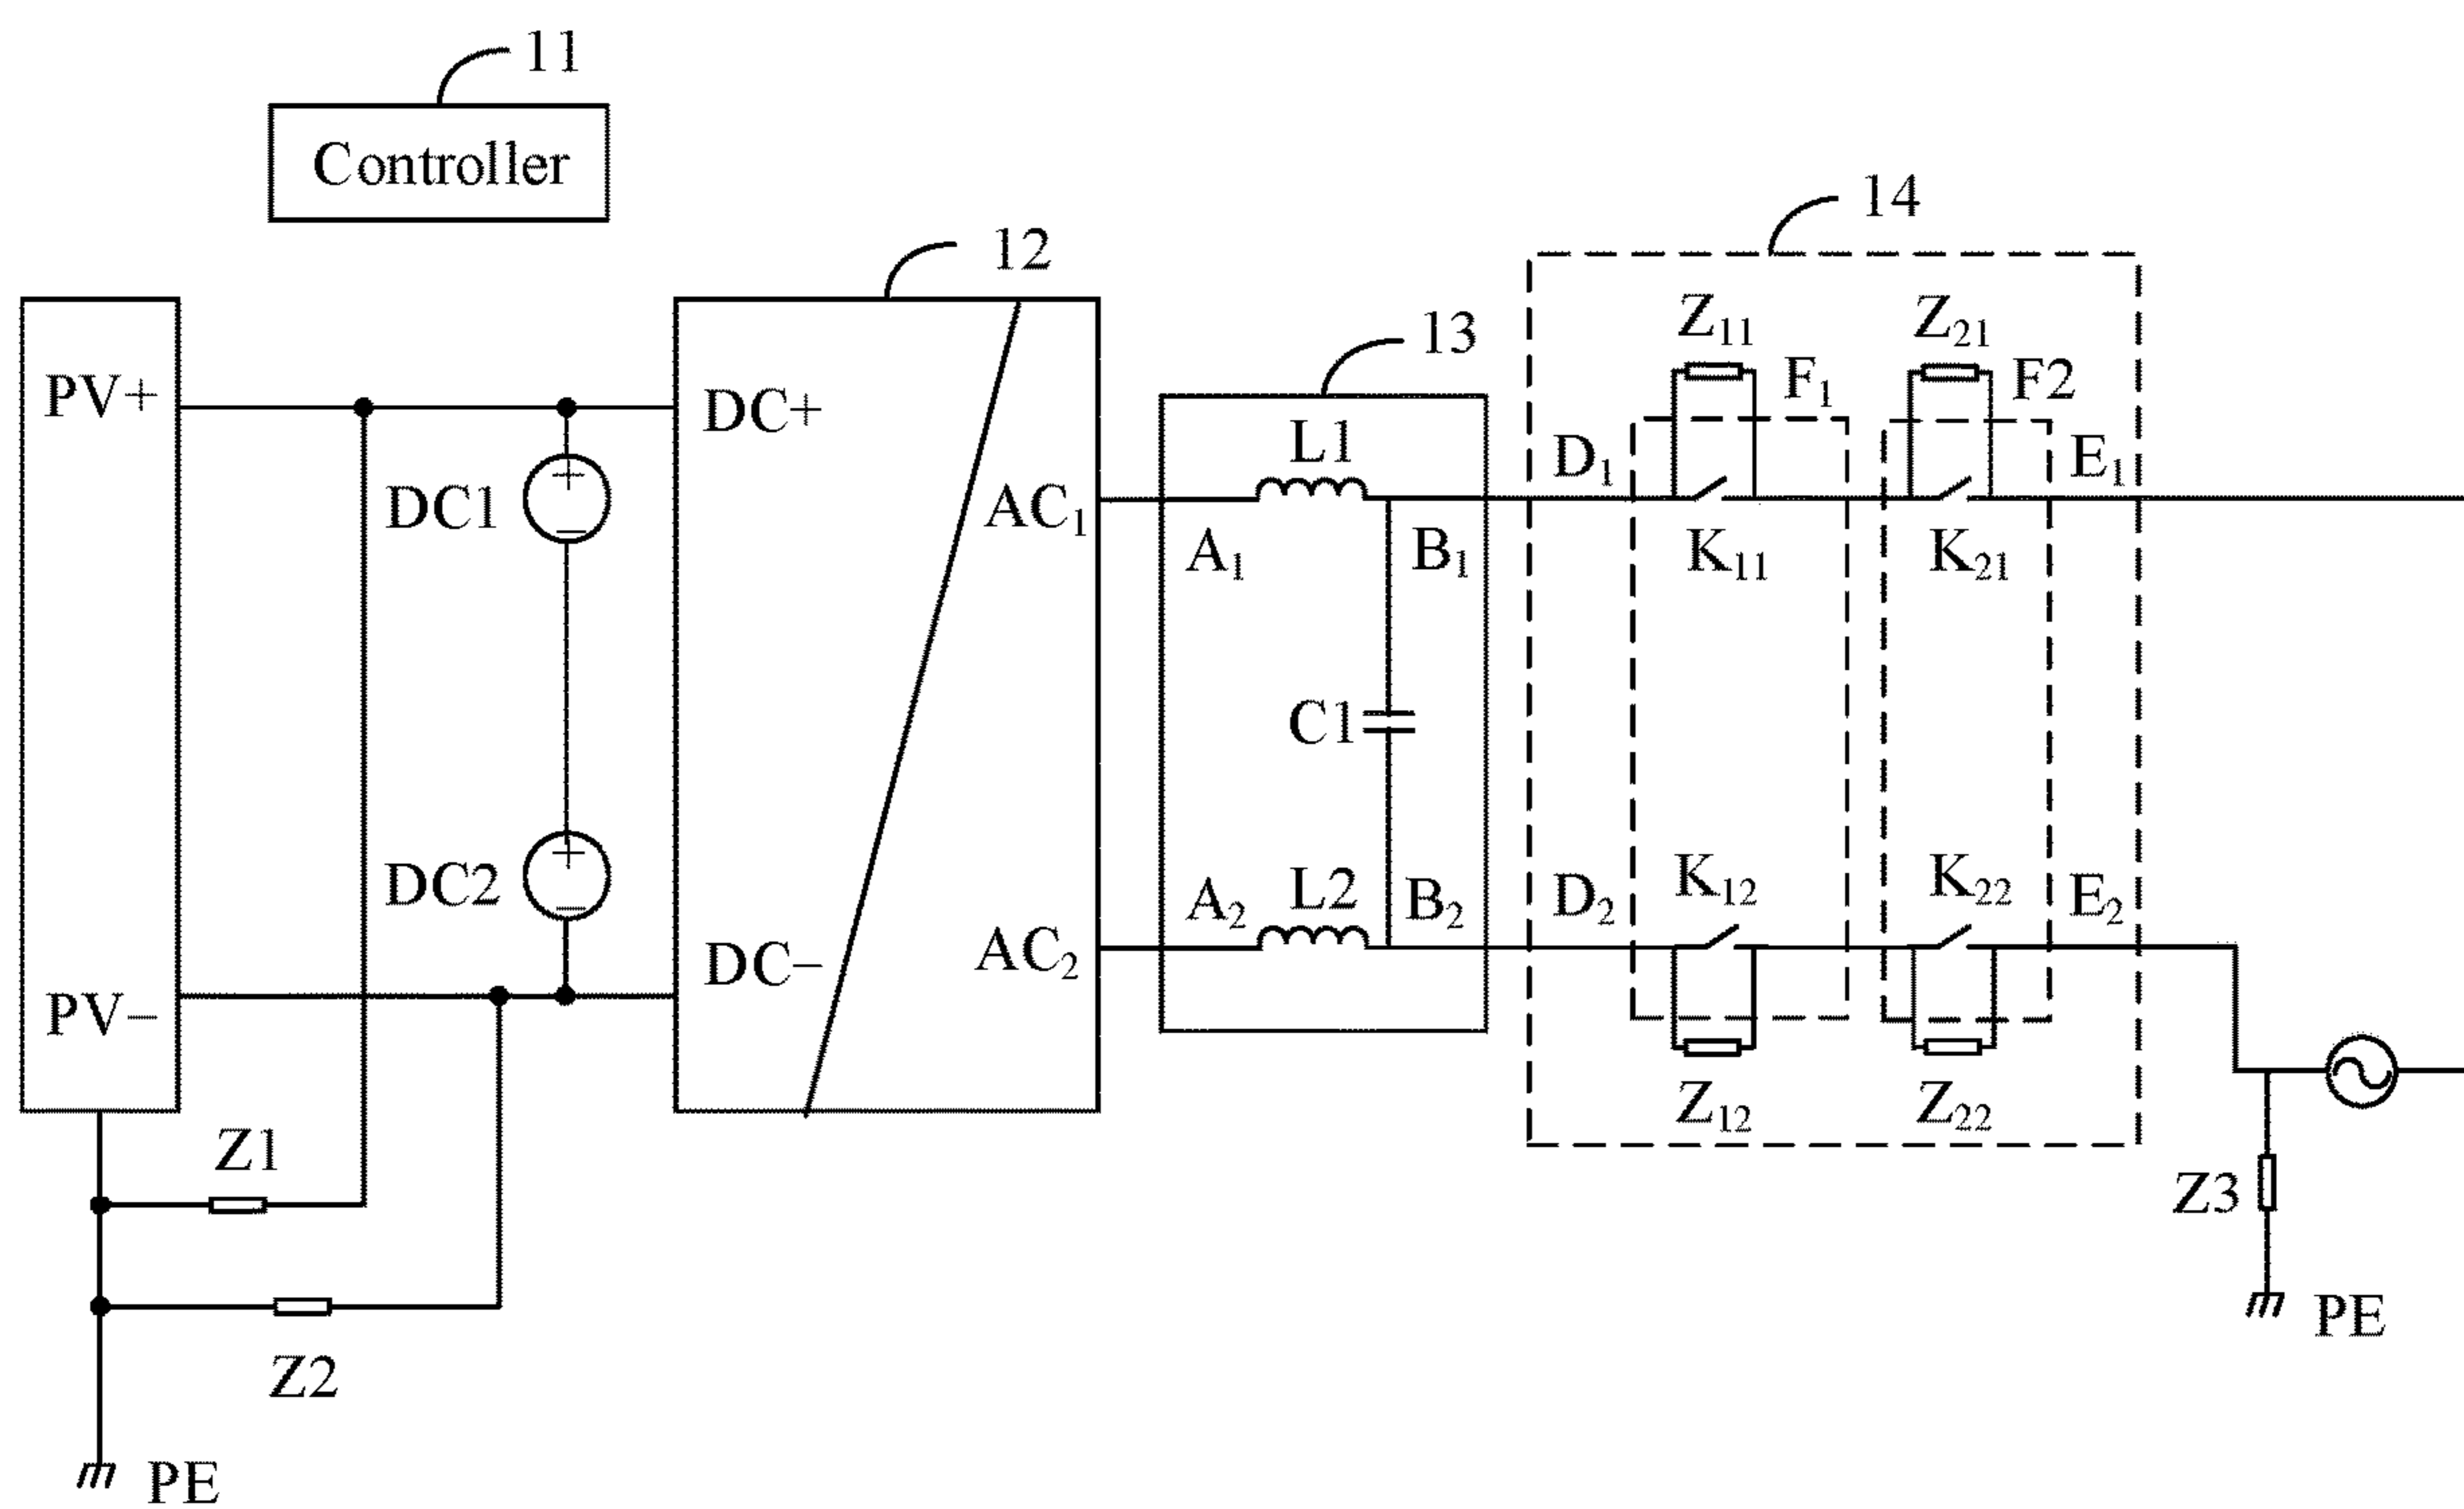 11
Controller
14
12
13
Z11 Z21
PV+ DC+ F1 F2
L1 D1 E1
DC1 + − AC1
A1 B1 K11 K21
C1
DC2 + − K12 K22
A2 L2 B2 D2 E2
DC− AC2
PV−
Z12 Z22
Z1
Z3
Z2
PE
PE